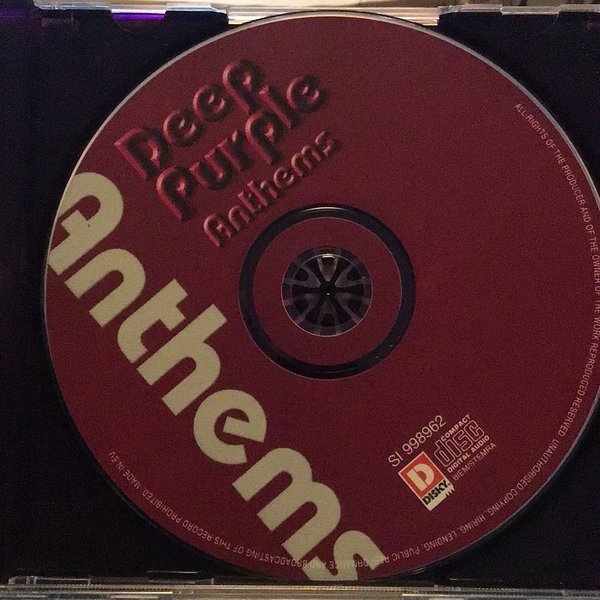 Deep
Purple
Anthems
Anthems
SI 998962
COMPACT
disc
DIGITAL AUDIO
BIEM/STEMRA
D
DISKY
ALL RIGHTS OF THE PRODUCER AND OF THE OWNER OF THE WORK REPRODUCED RESERVED. UNAUTHORISED COPYING, HIRING, LENDING, PUBLIC PERFORMANCE AND BROADCASTING OF THIS RECORD PROHIBITED. MADE IN EU